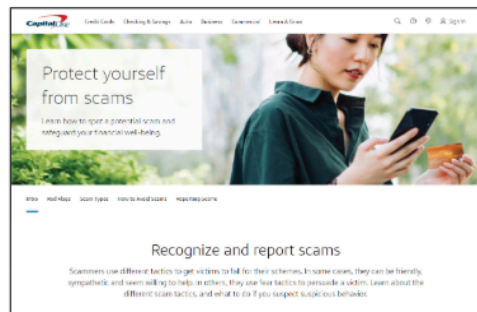 Capital One
Credit Cards Checking & Savings Auto Business Commercial Learn & Grow Sign In
Protect yourself
from scams
Learn how to spot a potential scam and
safeguard your financial well-being.
Intro Red Flags Scam Types How to Avoid Scams Reporting Scams
Recognize and report scams
Scammers use different tactics to get victims to fall for their schemes. In some cases, they can be friendly,
sympathetic and seem willing to help. In others, they use fear tactics to persuade a victim. Learn about the
different scam tactics, and what to do if you suspect suspicious behavior.